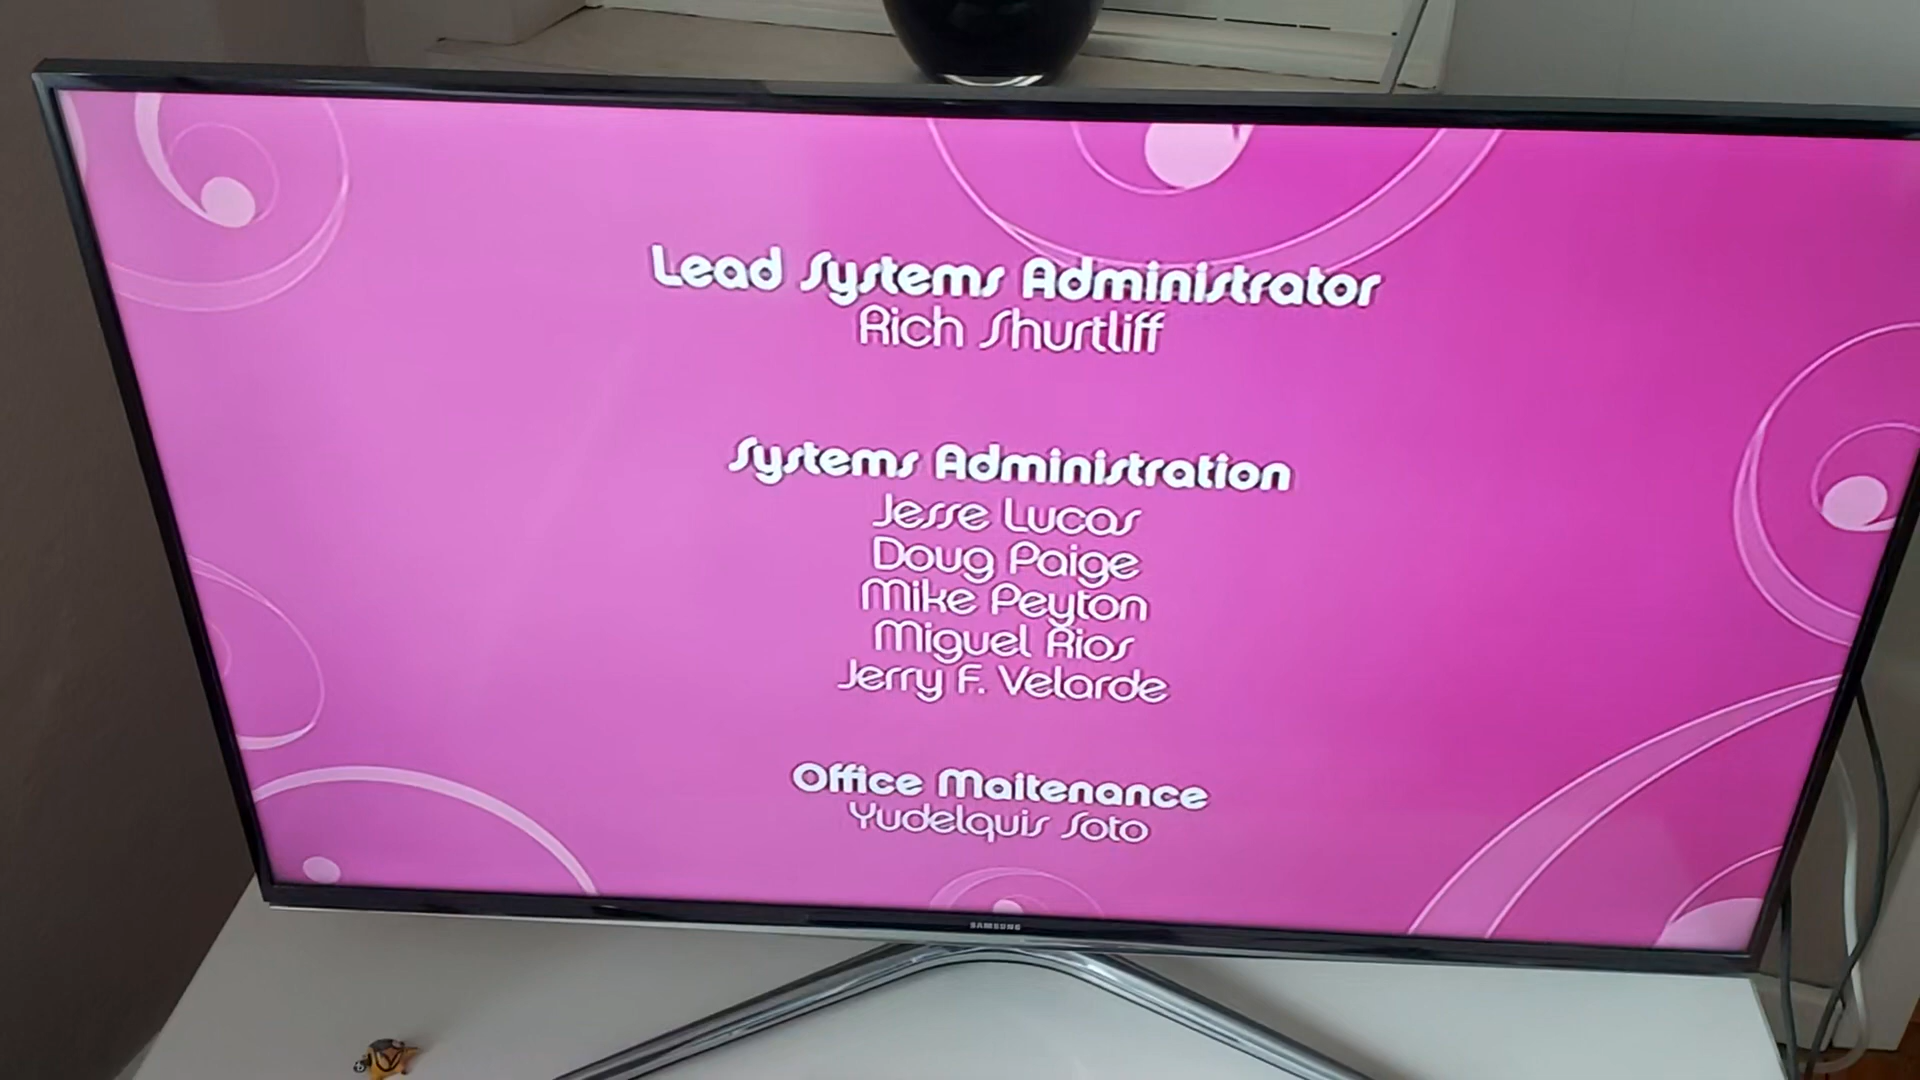 Lead Systems Administrator
Rich Shurtliff
Systems Administration
Jesse Lucas
Doug Paige
Mike Peyton
Miguel Rios
Jerry F. Velarde
Office Maitenance
Yudelquis Soto
SAMSUNG